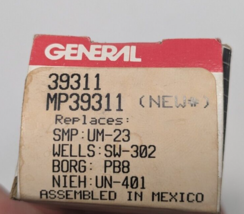 GENERAL
39311
MP39311 (NEW*)
Replaces:
SMP:UM-23
WELLS:SW-302
BORG: PB8
NIEH:UN-401
ASSEMBLED IN MEXICO